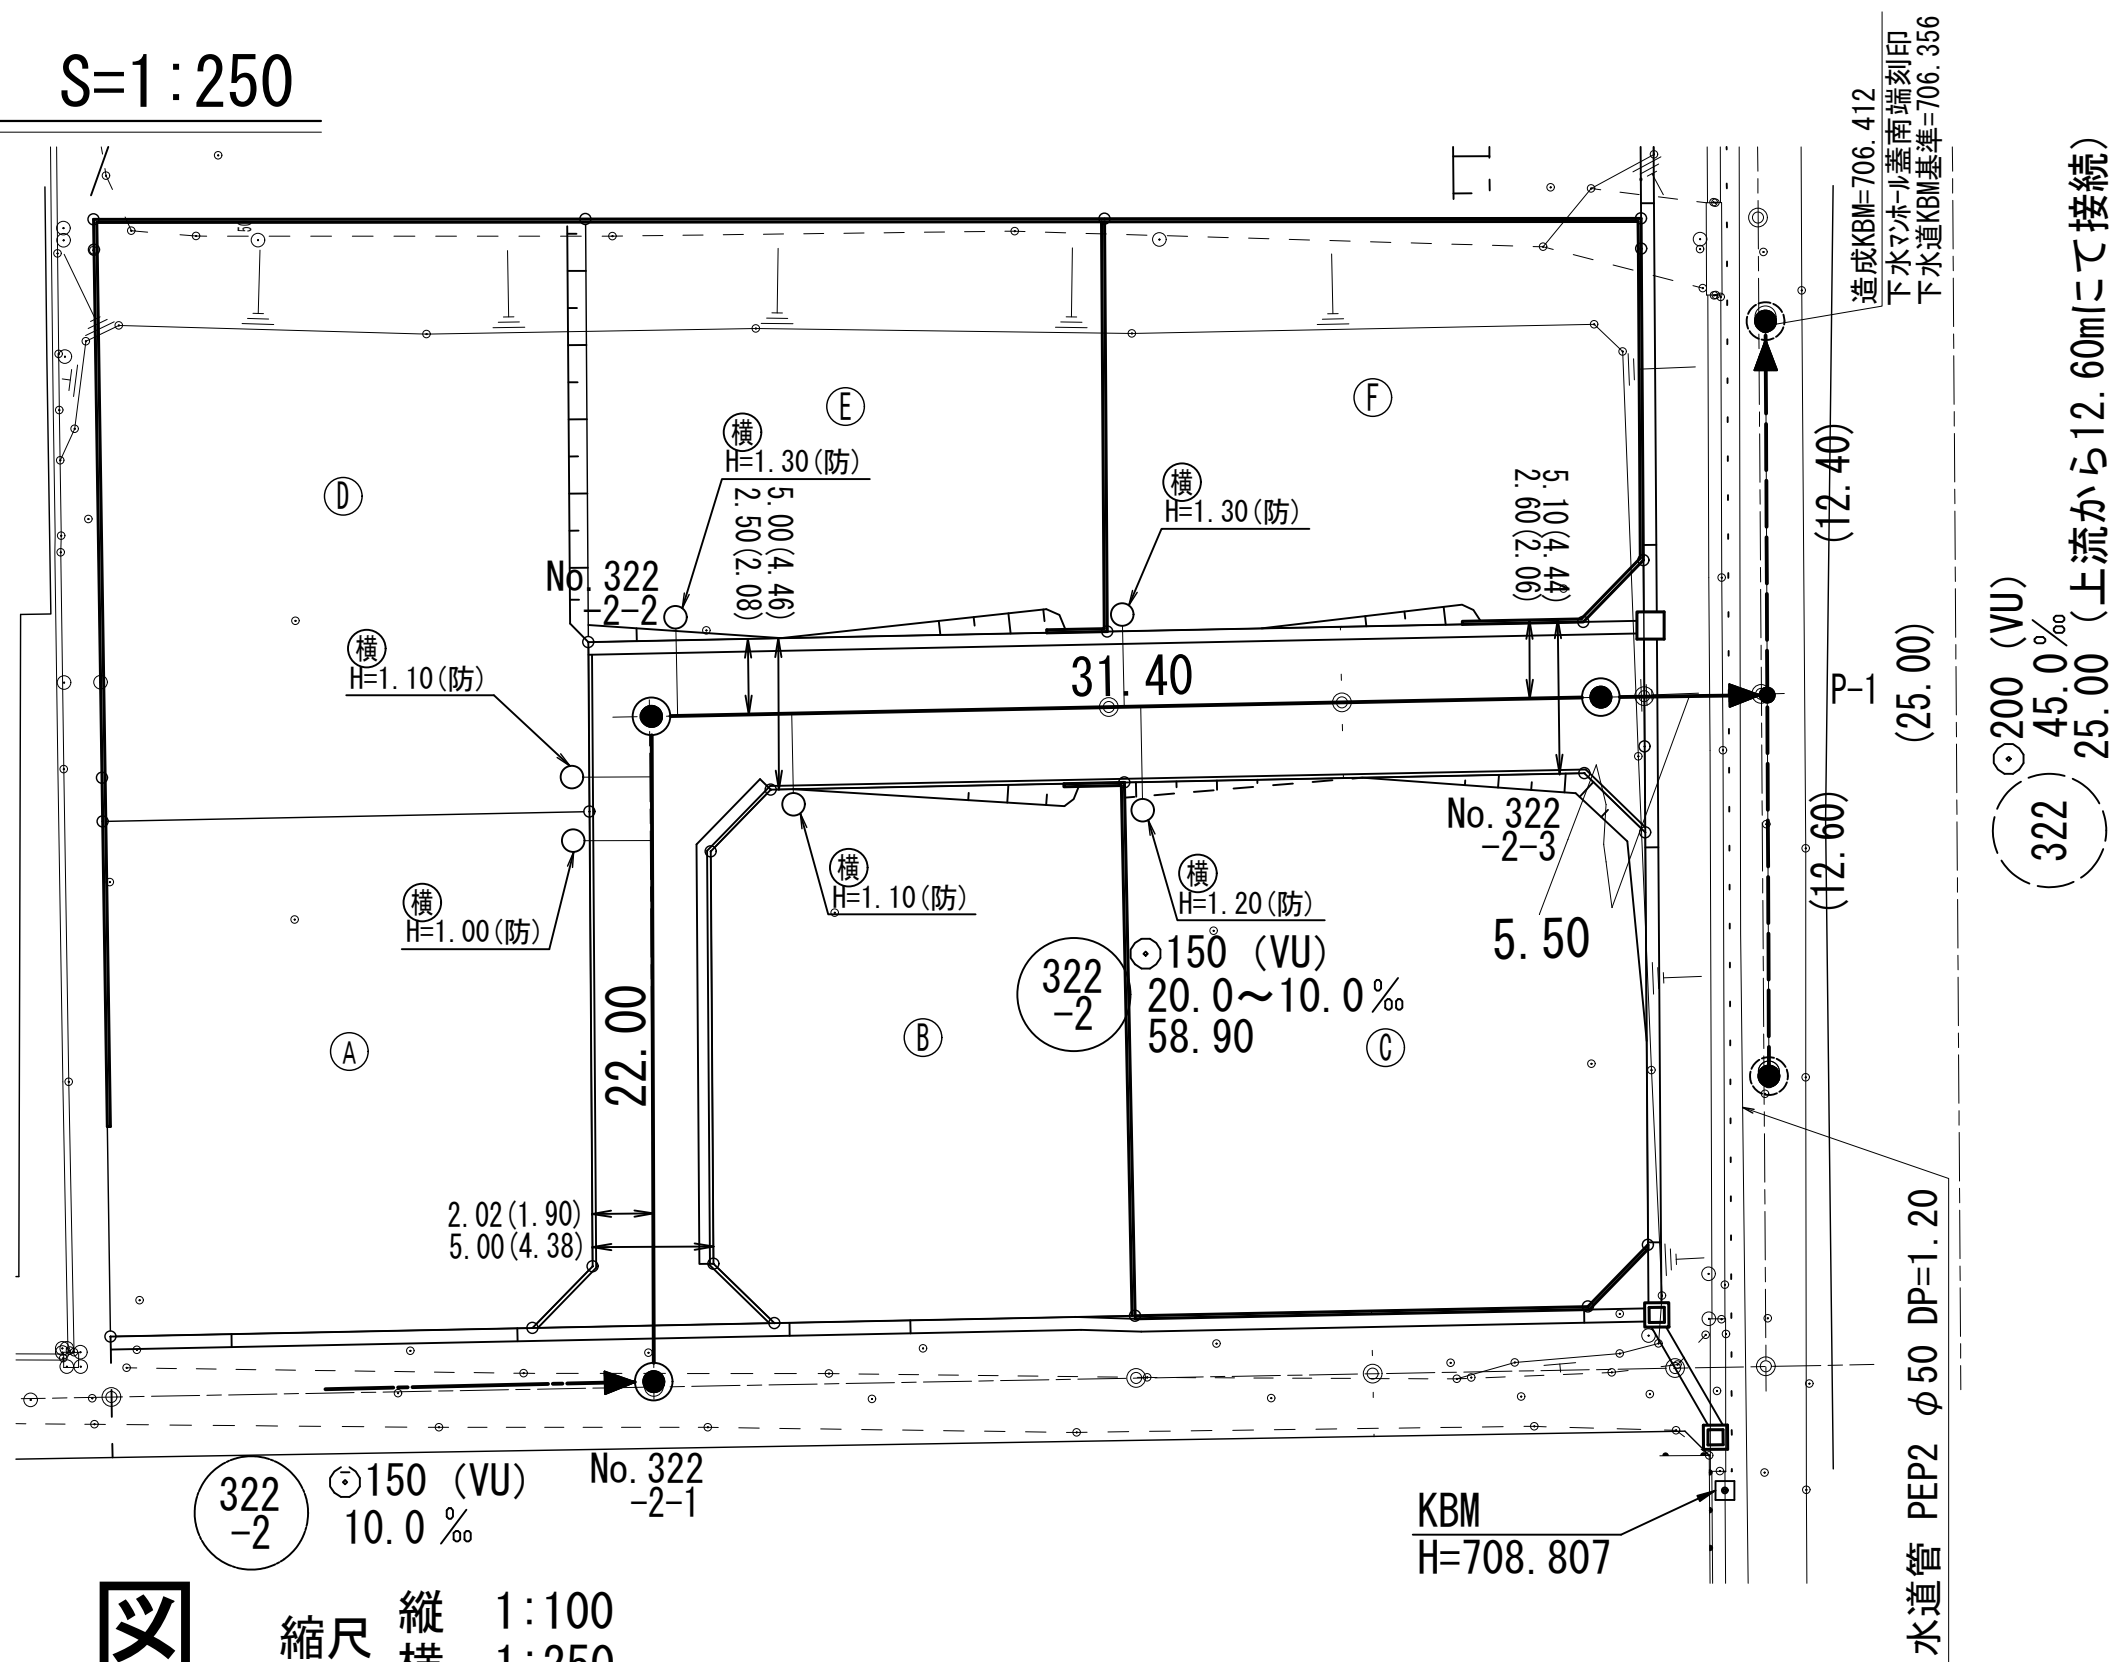 S=1:250
造成KBM=706.412
下水マンホール蓋南端刻印
下水道KBM基準=706.356
D
E
F
横
H=1.30(防)
5.00(4.46)
2.50(2.08)
No.322
-2-2
横
H=1.30(防)
5.10(4.44)
2.60(2.06)
横
H=1.10(防)
31.40
P-1
(12.40)
(25.00)
(12.60)
200 (VU)
45.0‰
25.00 (上流から12.60mにて接続)
322
横
H=1.00(防)
横
H=1.10(防)
横
H=1.20(防)
No.322
-2-3
5.50
322
-2
150 (VU)
20.0～10.0‰
58.90
22.00
A
B
C
2.02(1.90)
5.00(4.38)
322
-2
150 (VU)
10.0‰
No.322
-2-1
KBM
H=708.807
水道管 PEP2 φ50 DP=1.20
図
縮尺
縦 1:100
横 1:250